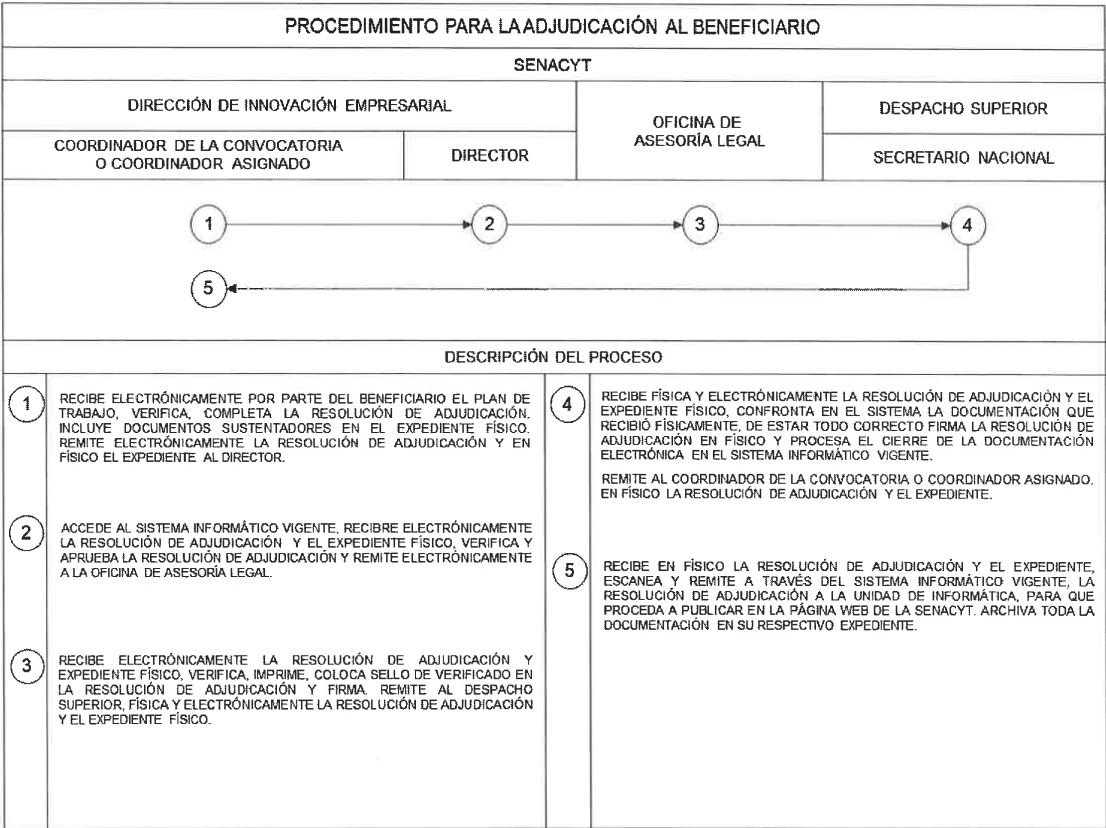 PROCEDIMIENTO PARA LA ADJUDICACIÓN AL BENEFICIARIO
SENACYT
DIRECCIÓN DE INNOVACIÓN EMPRESARIAL
OFICINA DE
ASESORÍA LEGAL
DESPACHO SUPERIOR
COORDINADOR DE LA CONVOCATORIA
O COORDINADOR ASIGNADO
DIRECTOR
SECRETARIO NACIONAL
1
2
3
4
5
DESCRIPCIÓN DEL PROCESO
1
RECIBE ELECTRÓNICAMENTE POR PARTE DEL BENEFICIARIO EL PLAN DE
TRABAJO, VERIFICA, COMPLETA LA RESOLUCIÓN DE ADJUDICACIÓN.
INCLUYE DOCUMENTOS SUSTENTADORES EN EL EXPEDIENTE FÍSICO.
REMITE ELECTRÓNICAMENTE LA RESOLUCIÓN DE ADJUDICACIÓN Y EN
FÍSICO EL EXPEDIENTE AL DIRECTOR.
2
ACCEDE AL SISTEMA INFORMÁTICO VIGENTE, RECIBRE ELECTRÓNICAMENTE
LA RESOLUCIÓN DE ADJUDICACIÓN Y EL EXPEDIENTE FÍSICO, VERIFICA Y
APRUEBA LA RESOLUCIÓN DE ADJUDICACIÓN Y REMITE ELECTRÓNICAMENTE
A LA OFICINA DE ASESORÍA LEGAL.
3
RECIBE ELECTRÓNICAMENTE LA RESOLUCIÓN DE ADJUDICACIÓN Y
EXPEDIENTE FÍSICO, VERIFICA, IMPRIME, COLOCA SELLO DE VERIFICADO EN
LA RESOLUCIÓN DE ADJUDICACIÓN Y FIRMA. REMITE AL DESPACHO
SUPERIOR, FÍSICA Y ELECTRÓNICAMENTE LA RESOLUCIÓN DE ADJUDICACIÓN
Y EL EXPEDIENTE FÍSICO.
4
RECIBE FÍSICA Y ELECTRÓNICAMENTE LA RESOLUCIÓN DE ADJUDICACIÓN Y EL
EXPEDIENTE FÍSICO, CONFRONTA EN EL SISTEMA LA DOCUMENTACIÓN QUE
RECIBIÓ FÍSICAMENTE, DE ESTAR TODO CORRECTO FIRMA LA RESOLUCIÓN DE
ADJUDICACIÓN EN FÍSICO Y PROCESA EL CIERRE DE LA DOCUMENTACIÓN
ELECTRÓNICA EN EL SISTEMA INFORMÁTICO VIGENTE.
REMITE AL COORDINADOR DE LA CONVOCATORIA O COORDINADOR ASIGNADO.
EN FÍSICO LA RESOLUCIÓN DE ADJUDICACIÓN Y EL EXPEDIENTE.
5
RECIBE EN FÍSICO LA RESOLUCIÓN DE ADJUDICACIÓN Y EL EXPEDIENTE,
ESCANEA Y REMITE A TRAVÉS DEL SISTEMA INFORMÁTICO VIGENTE, LA
RESOLUCIÓN DE ADJUDICACIÓN A LA UNIDAD DE INFORMÁTICA, PARA QUE
PROCEDA A PUBLICAR EN LA PÁGINA WEB DE LA SENACYT. ARCHIVA TODA LA
DOCUMENTACIÓN EN SU RESPECTIVO EXPEDIENTE.